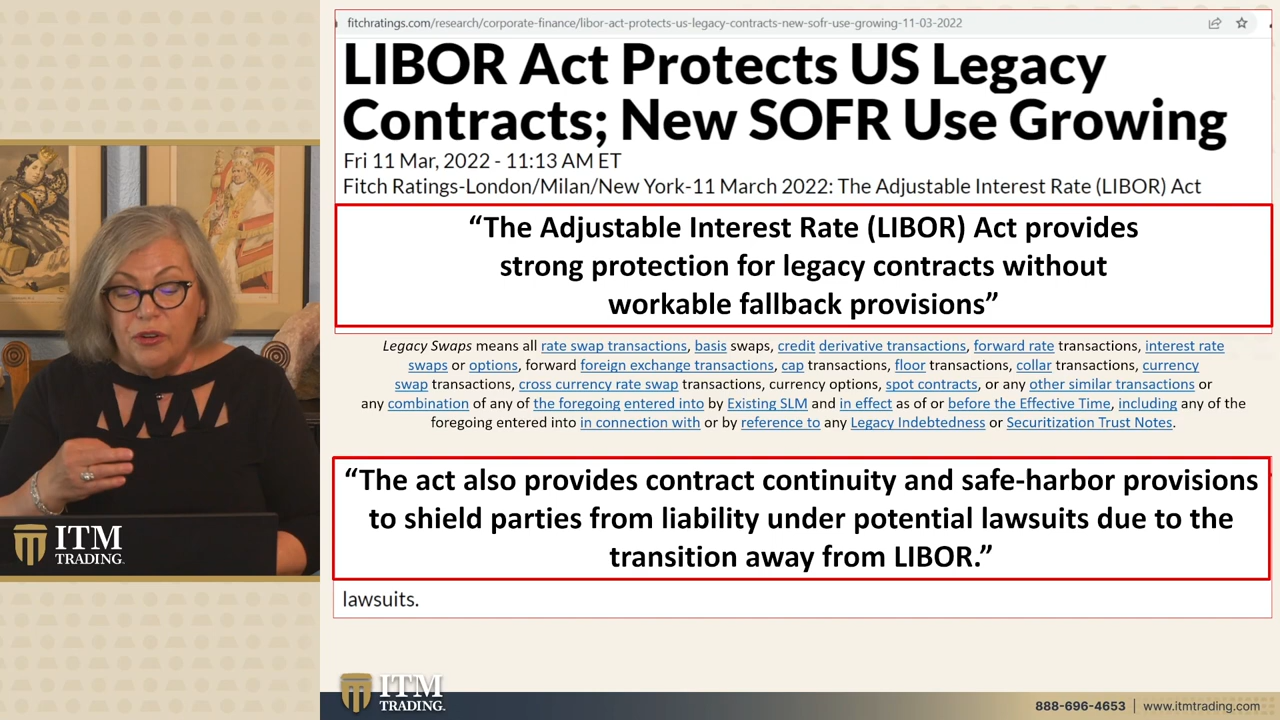 fitchratings.com/research/corporate-finance/libor-act-protects-us-legacy-contracts-new-sofr-use-growing-11-03-2022
LIBOR Act Protects US Legacy
Contracts; New SOFR Use Growing
Fri 11 Mar, 2022 - 11:13 AM ET
Fitch Ratings-London/Milan/New York-11 March 2022: The Adjustable Interest Rate (LIBOR) Act
“The Adjustable Interest Rate (LIBOR) Act provides
strong protection for legacy contracts without
workable fallback provisions”
Legacy Swaps means all rate swap transactions, basis swaps, credit derivative transactions, forward rate transactions, interest rate
swaps or options, forward foreign exchange transactions, cap transactions, floor transactions, collar transactions, currency
swap transactions, cross currency rate swap transactions, currency options, spot contracts, or any other similar transactions or
any combination of any of the foregoing entered into by Existing SLM and in effect as of or before the Effective Time, including any of the
foregoing entered into in connection with or by reference to any Legacy Indebtedness or Securitization Trust Notes.
“The act also provides contract continuity and safe-harbor provisions
to shield parties from liability under potential lawsuits due to the
transition away from LIBOR.”
lawsuits.
ITM
TRADING.
ITM
TRADING.
888-696-4653 | www.itmtrading.com